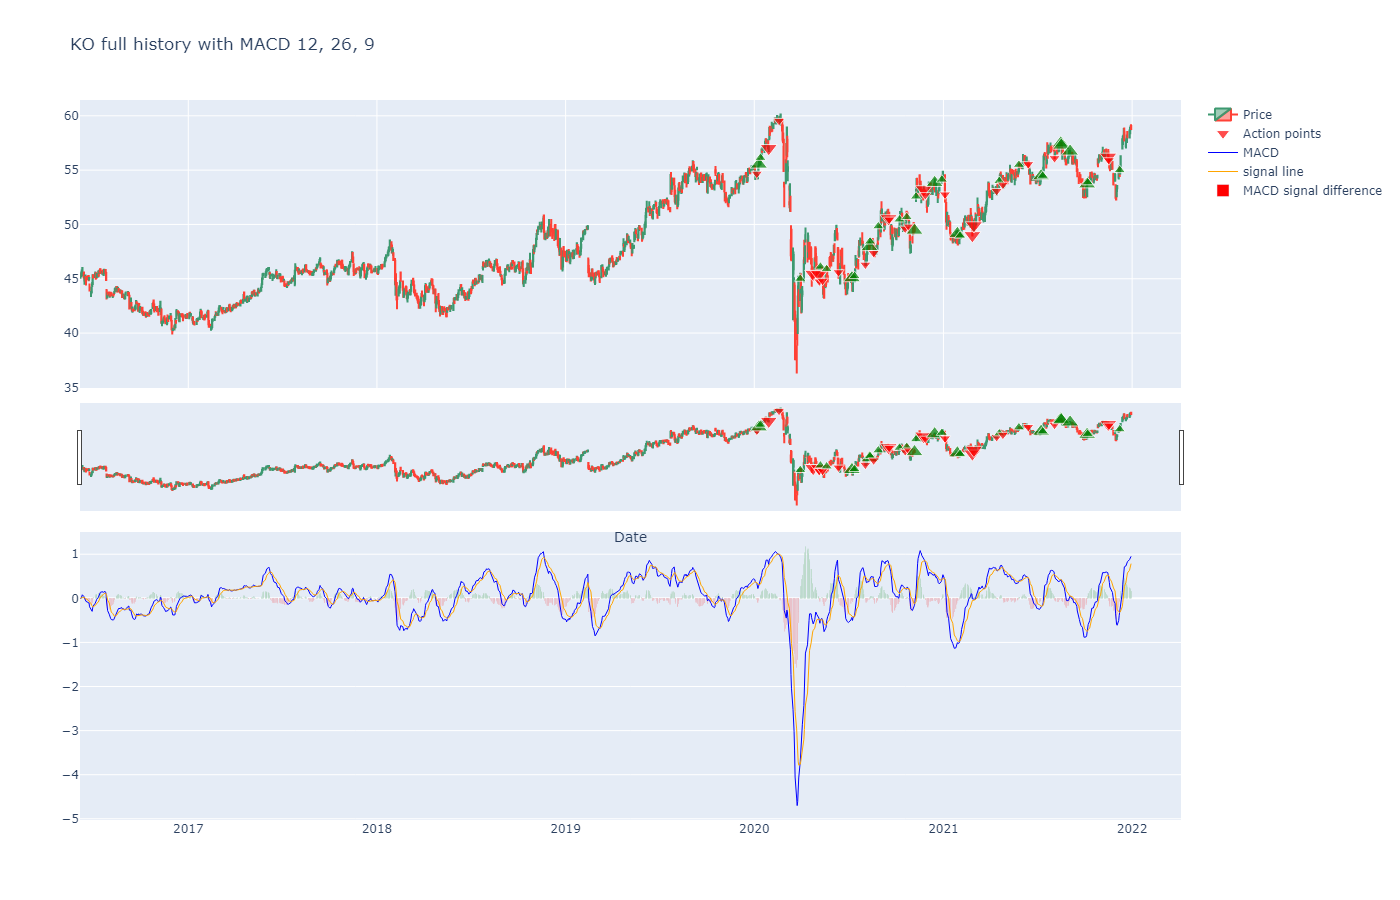 KO full history with MACD 12, 26, 9
60
55
50
45
40
35
Price
Action points
MACD
signal line
MACD signal difference
Date
1
0
−1
−2
−3
−4
−5
2017
2018
2019
2020
2021
2022